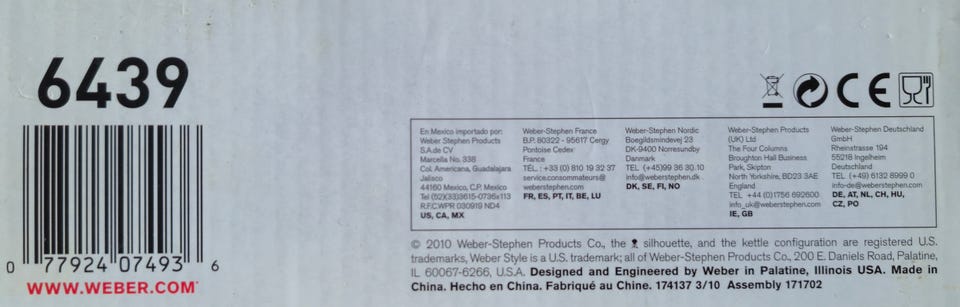 6439
CE
0 77924 07493 6
WWW.WEBER.COM
En Mexico importado por:
Weber Stephen Products
S.A.de CV
Marcella No. 338
Col. Americana, Guadalajara
Jalisco
44160 Mexico, C.P. Mexico
Tel (52)(33)3615-0736x113
R.F.C.WPR 030919 ND4
US, CA, MX
Weber-Stephen France
B.P. 80322 - 95617 Cergy
Pontoise Cedex
France
TÉL. : +33 (0) 810 19 32 37
service.consommateurs@
weberstephen.com
FR, ES, PT, IT, BE, LU
Weber-Stephen Nordic
Boegildsmindevej 23
DK-9400 Norresundby
Danmark
TEL (+45)99 36 30 10
info@weberstephen.dk
DK, SE, FI, NO
Weber-Stephen Products
(UK) Ltd
The Four Columns
Broughton Hall Business
Park, Skipton
North Yorkshire, BD23 3AE
England
TEL +44 (0)1756 692600
info_uk@weberstephen.com
IE, GB
Weber-Stephen Deutschland
GmbH
Rheinstrasse 194
55218 Ingelheim
Deutschland
TEL (+49) 6132 8999 0
info-de@weberstephen.com
DE, AT, NL, CH, HU,
CZ, PO
© 2010 Weber-Stephen Products Co., the silhouette, and the kettle configuration are registered U.S.
trademarks, Weber Style is a U.S. trademark; all of Weber-Stephen Products Co., 200 E. Daniels Road, Palatine,
IL 60067-6266, U.S.A. Designed and Engineered by Weber in Palatine, Illinois USA. Made in
China. Hecho en China. Fabriqué au Chine. 174137 3/10 Assembly 171702